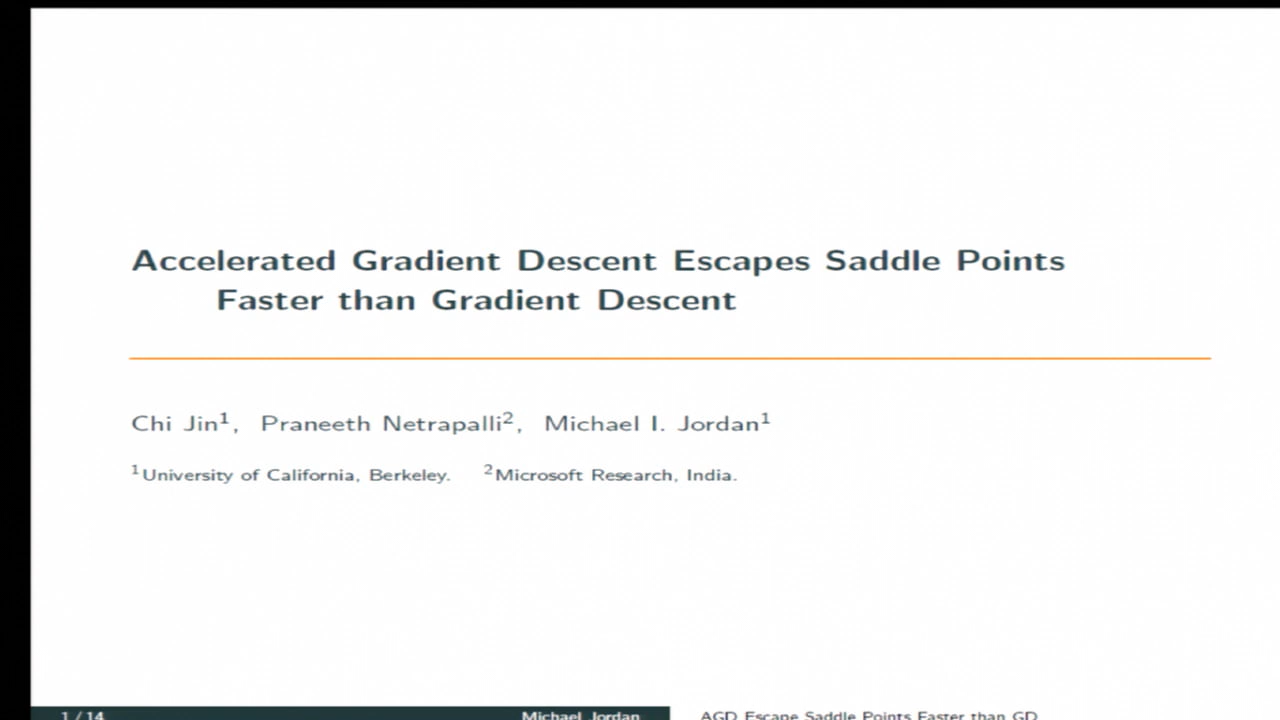 Accelerated Gradient Descent Escapes Saddle Points
Faster than Gradient Descent
Chi Jin¹, Praneeth Netrapalli², Michael I. Jordan¹
¹University of California, Berkeley. ²Microsoft Research, India.
1 / 14 Michael Jordan AGD Escape Saddle Points Faster than GD